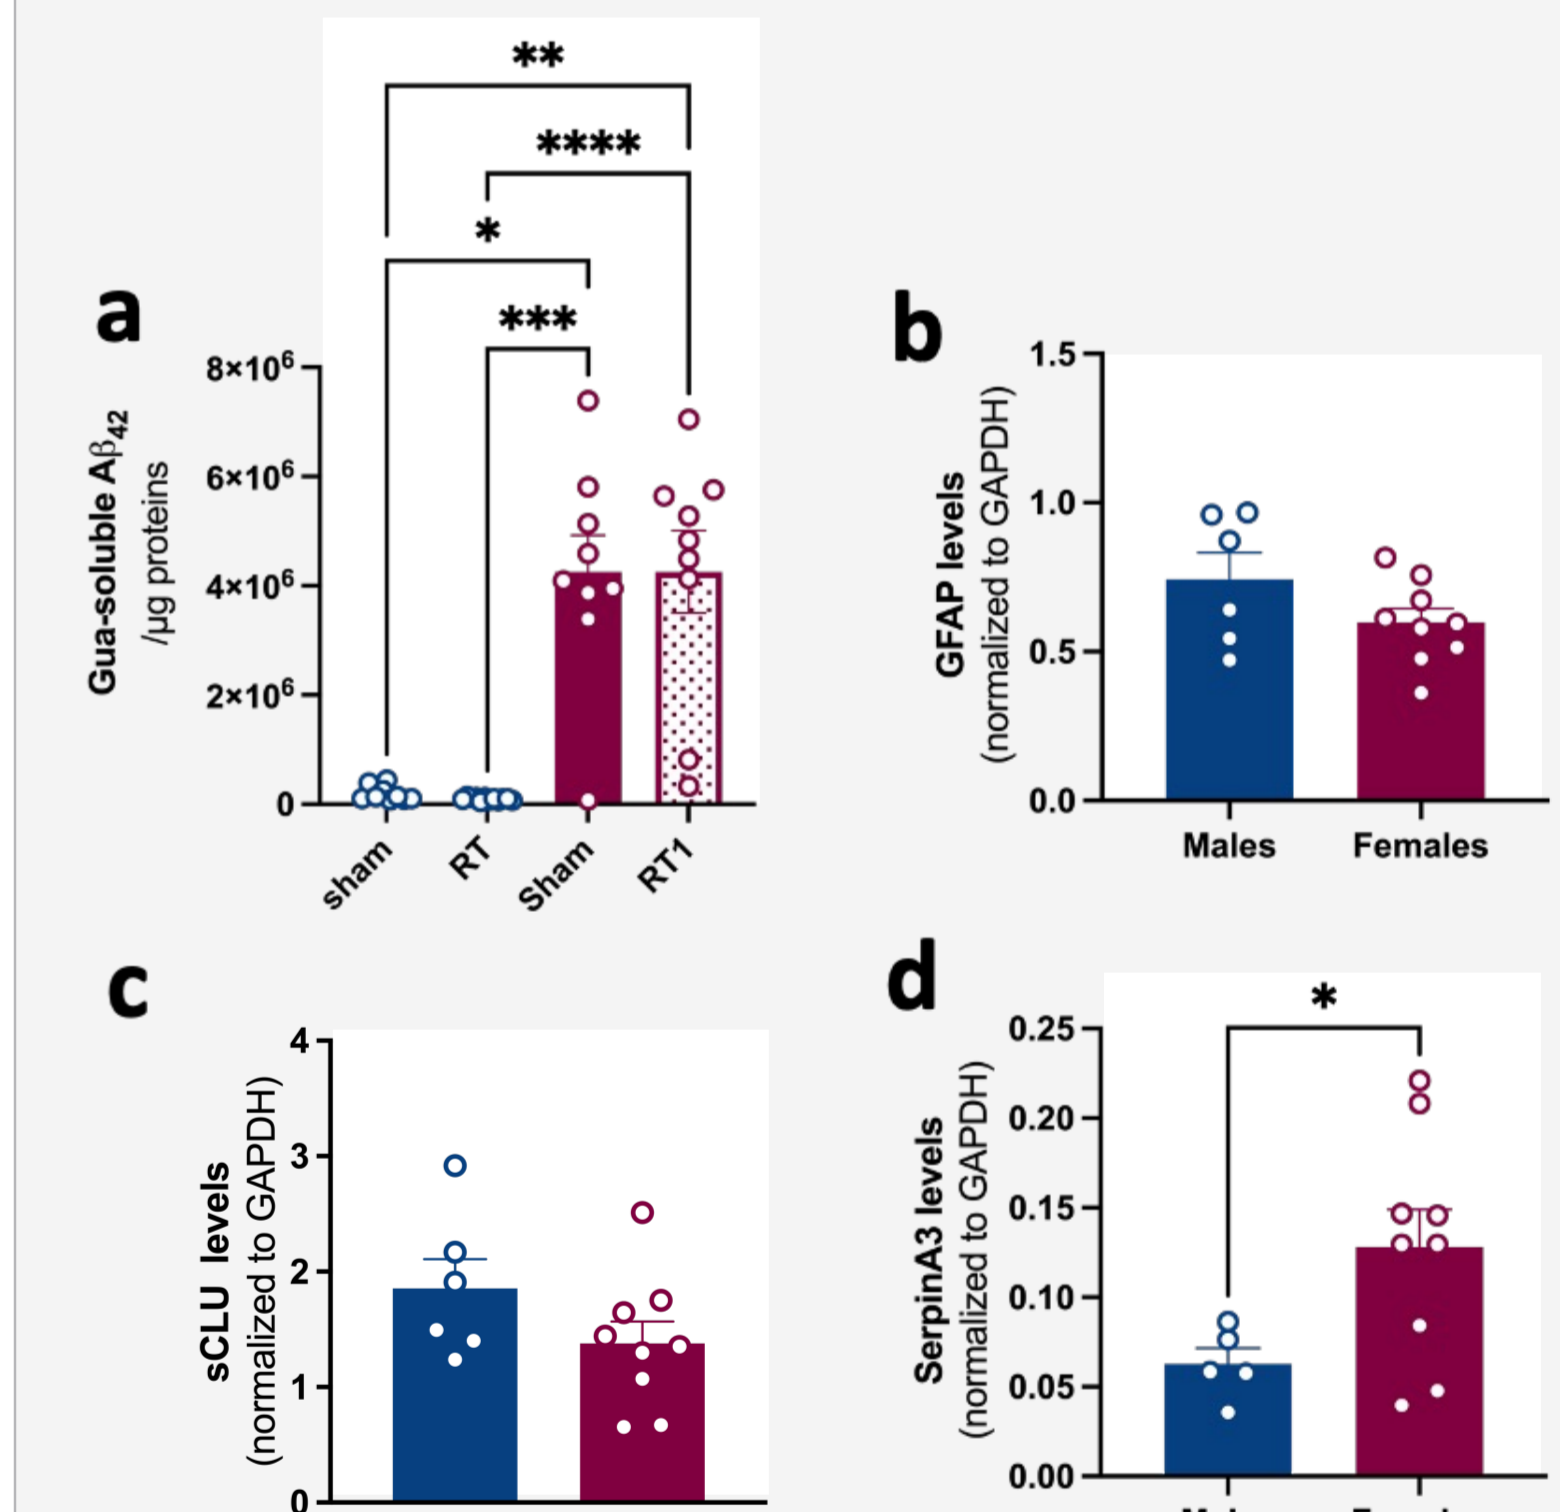 **
****
*
***
a
8×10⁶
6×10⁶
4×10⁶
2×10⁶
0
Gua-soluble Aβ₄₂
/µg proteins
sham
RT
Sham
RT1
b
1.5
1.0
0.5
0.0
GFAP levels
(normalized to GAPDH)
Males
Females
c
4
3
2
1
0
sCLU levels
(normalized to GAPDH)
d
*
0.25
0.20
0.15
0.10
0.05
0.00
SerpinA3 levels
(normalized to GAPDH)